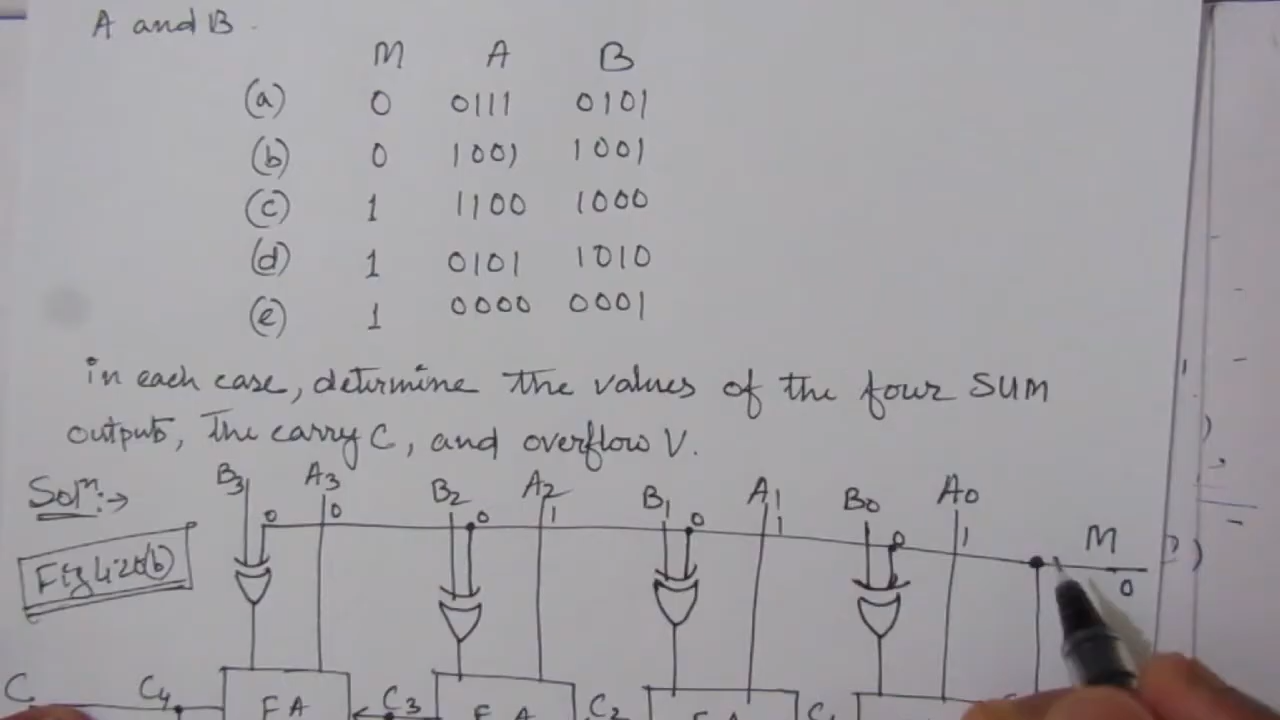 A and B.
M A B
(a) 0 0111 0101
(b) 0 1001 1001
(c) 1 1100 1000
(d) 1 0101 1010
(e) 1 0000 0001
in each case, determine the values of the four SUM
outputs, The carry C, and overflow V.
Solⁿ:→
B3 A3 B2 A2 B1 A1 B0 A0
0 0 0 1 0 1 0 1 M
Fig 4.20(b)
0
C C4 FA C3 FA C2 FA C1